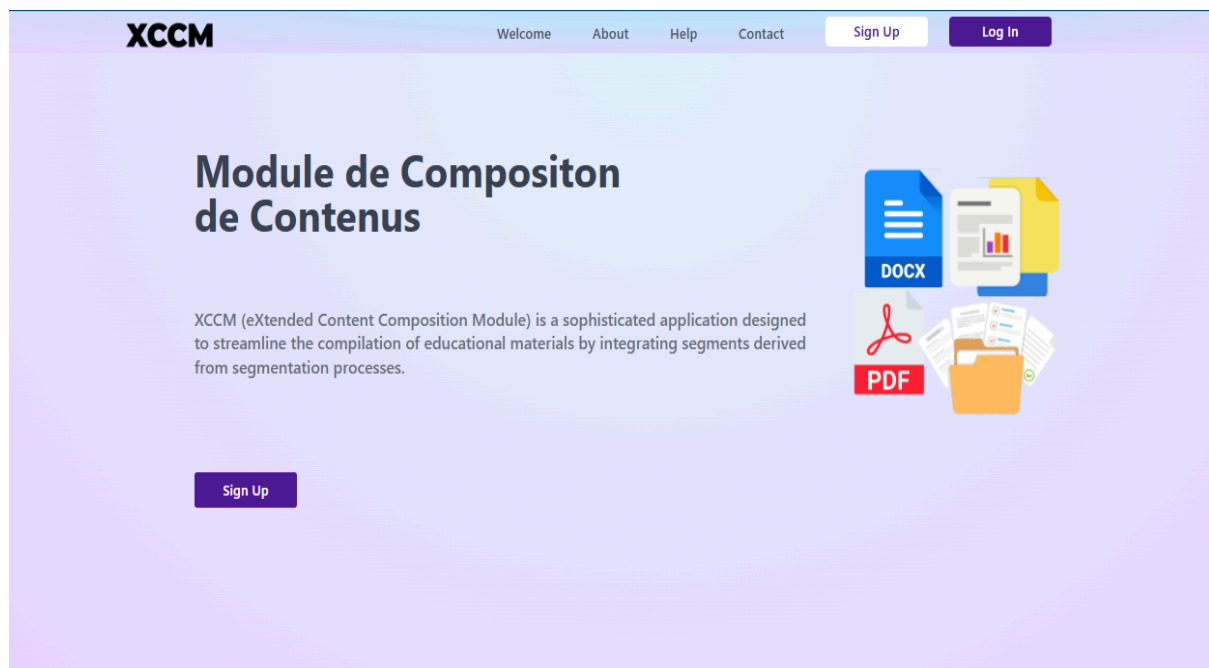 XCCM
Welcome About Help Contact Sign Up Log In
Module de Compositon
de Contenus
DOCX
XCCM (eXtended Content Composition Module) is a sophisticated application designed
to streamline the compilation of educational materials by integrating segments derived
from segmentation processes.
PDF
Sign Up